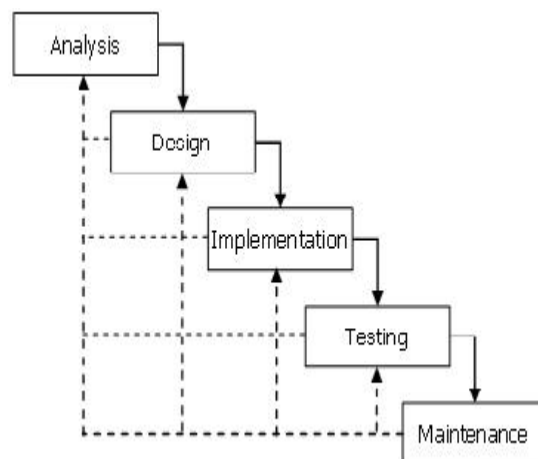 Analysis
Design
Implementation
Testing
Maintenance